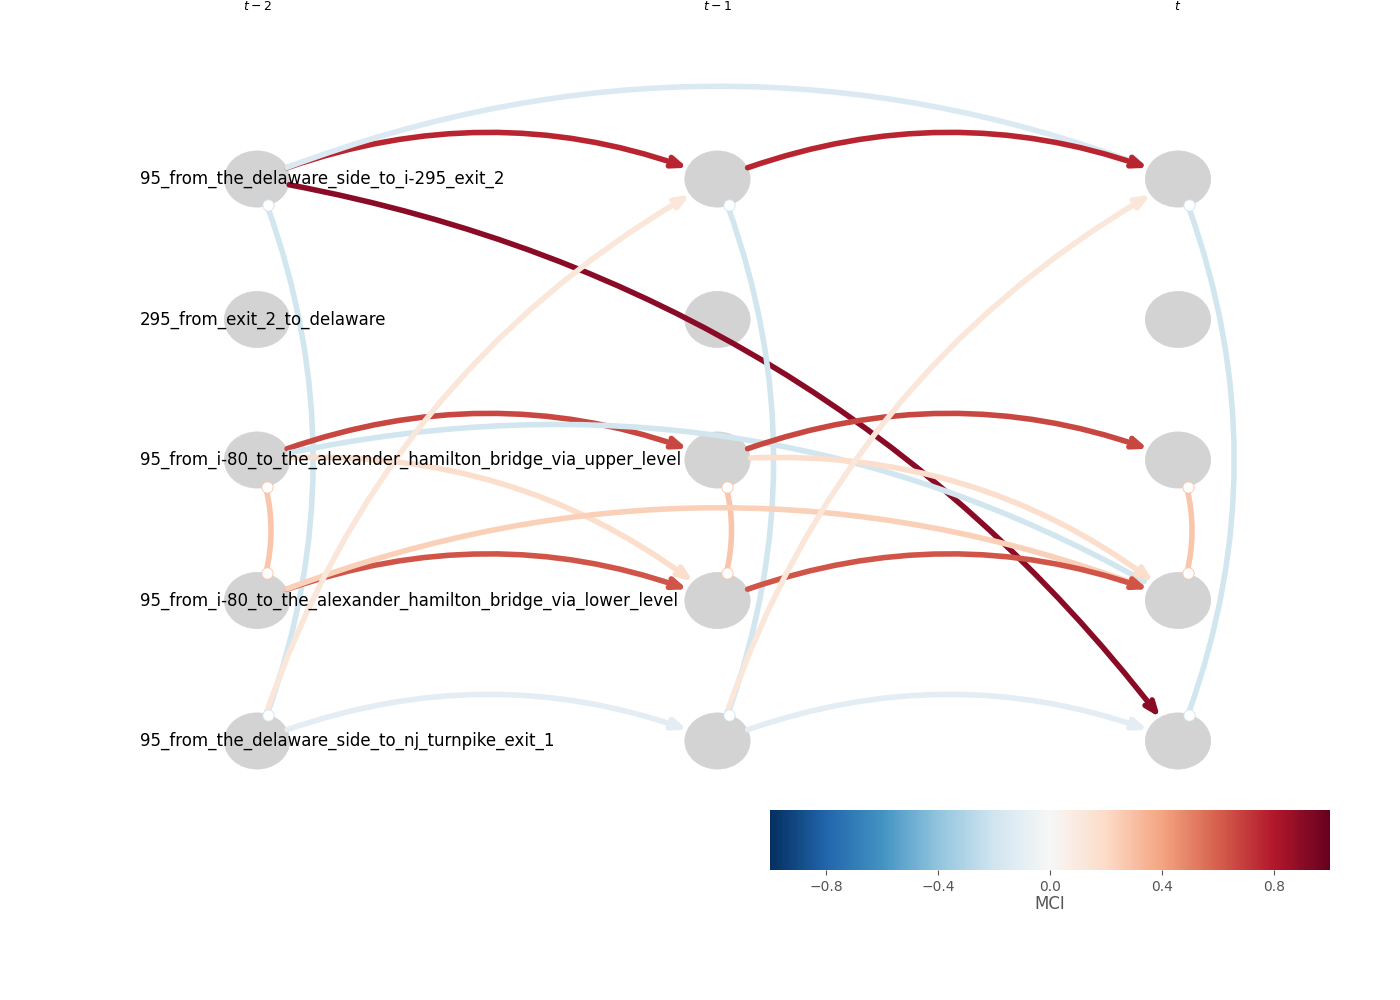 t − 2 t − 1 t
95_from_the_delaware_side_to_i-295_exit_2
295_from_exit_2_to_delaware
95_from_i-80_to_the_alexander_hamilton_bridge_via_upper_level
95_from_i-80_to_the_alexander_hamilton_bridge_via_lower_level
95_from_the_delaware_side_to_nj_turnpike_exit_1
−0.8 −0.4 0.0 0.4 0.8
MCI